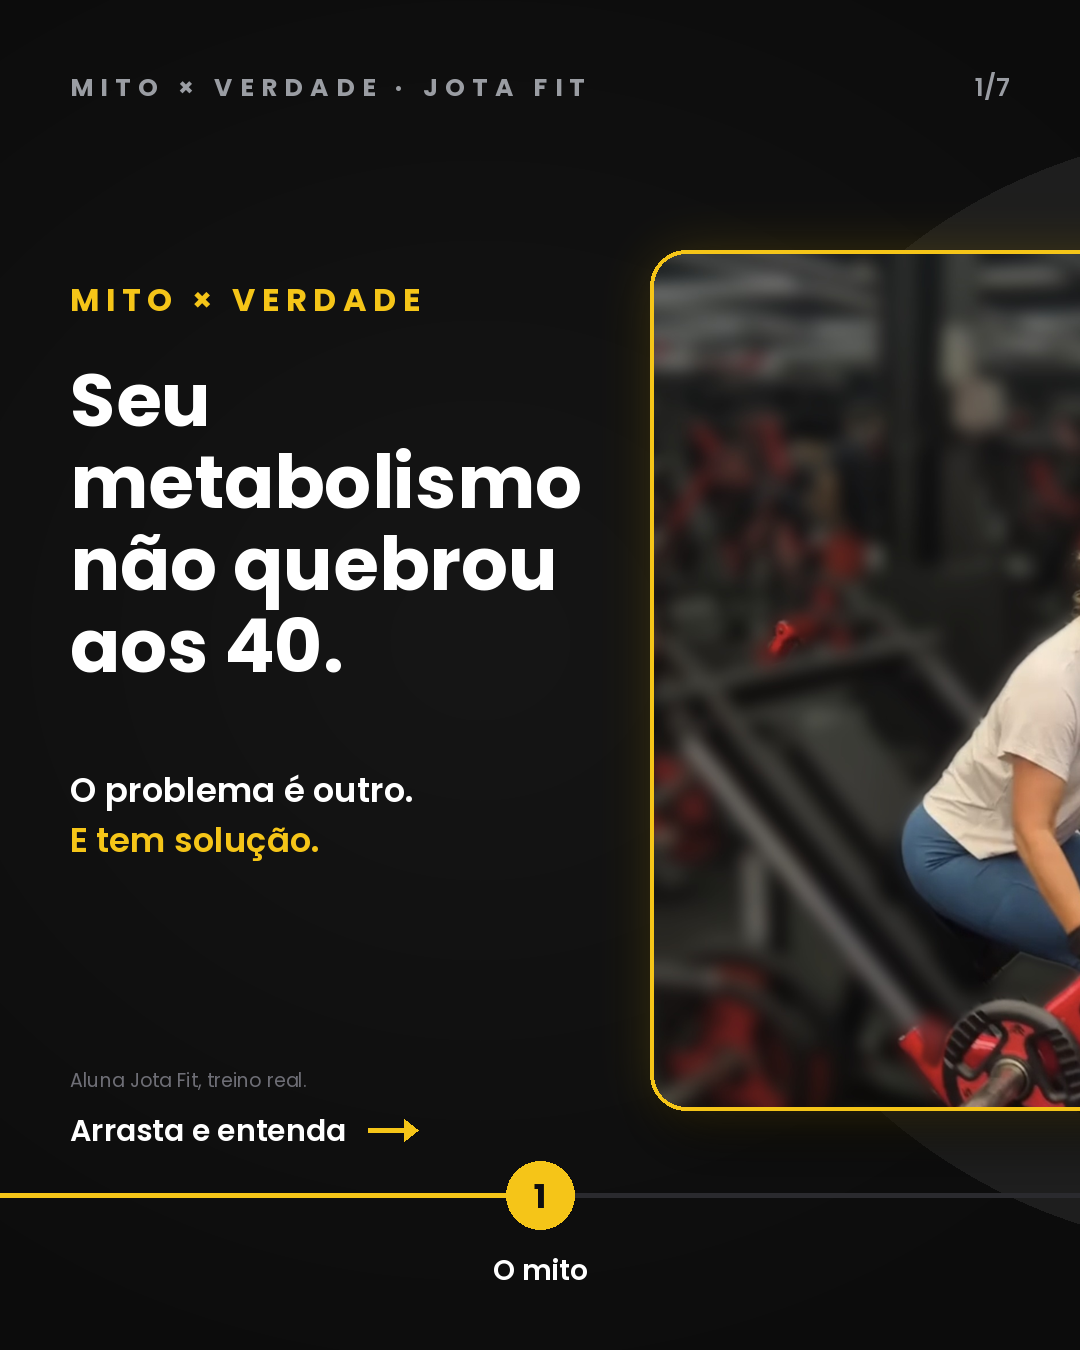 MITO × VERDADE · JOTA FIT
1/7
MITO × VERDADE
Seu
metabolismo
não quebrou
aos 40.
O problema é outro.
E tem solução.
Aluna Jota Fit, treino real.
Arrasta e entenda
1
O mito